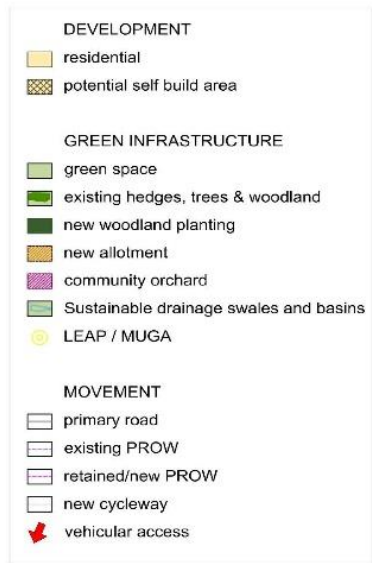 DEVELOPMENT
residential
potential self build area
GREEN INFRASTRUCTURE
green space
existing hedges, trees & woodland
new woodland planting
new allotment
community orchard
Sustainable drainage swales and basins
LEAP / MUGA
MOVEMENT
primary road
existing PROW
retained/new PROW
new cycleway
vehicular access